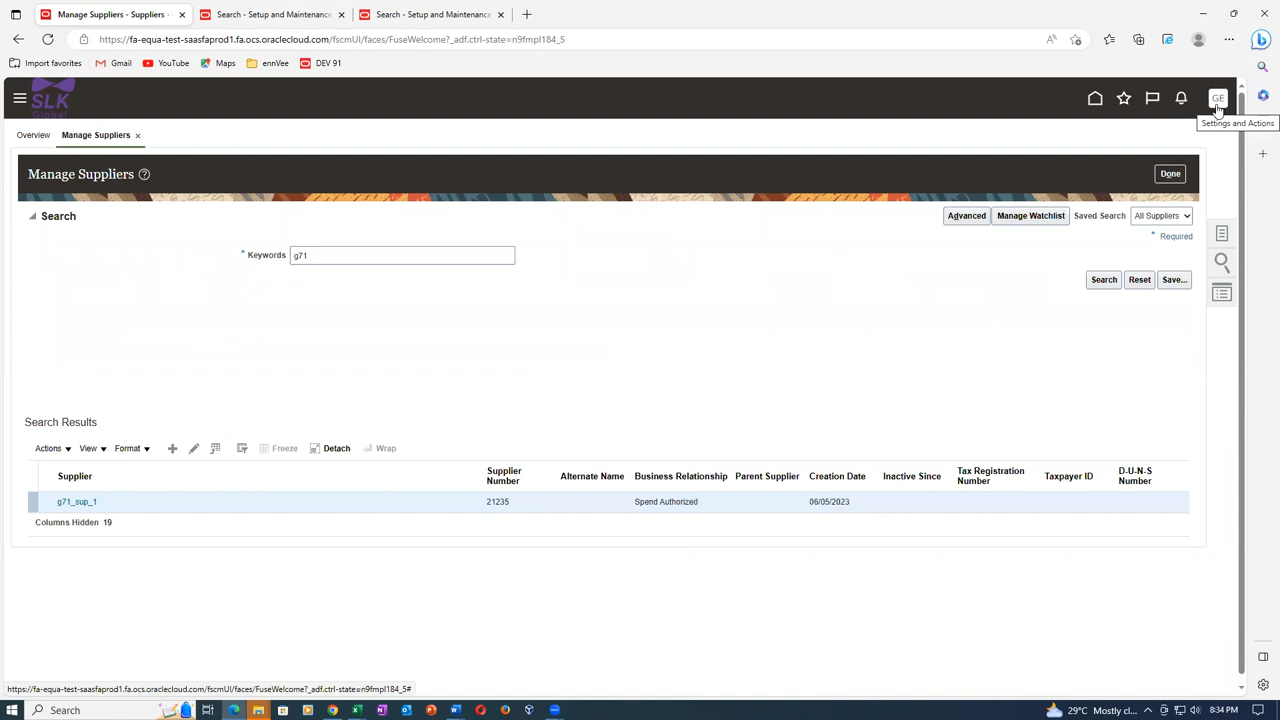 Manage Suppliers - Suppliers -
Search - Setup and Maintenance
Search - Setup and Maintenance
https://fa-equa-test-saasfaprod1.fa.ocs.oraclecloud.com/fscmUI/faces/FuseWelcome?_adf.ctrl-state=n9fmpl184_5
Import favorites
Gmail
YouTube
Maps
ennVee
DEV 91
SLK
Global
GE
Settings and Actions
Overview
Manage Suppliers
Manage Suppliers
Done
Search
Advanced
Manage Watchlist
Saved Search
All Suppliers
* Required
* Keywords
g71
Search
Reset
Save...
Search Results
Actions
View
Format
Freeze
Detach
Wrap
Supplier
Supplier Number
Alternate Name
Business Relationship
Parent Supplier
Creation Date
Inactive Since
Tax Registration Number
Taxpayer ID
D-U-N-S Number
g71_sup_1
21235
Spend Authorized
06/05/2023
Columns Hidden 19
https://fa-equa-test-saasfaprod1.fa.ocs.oraclecloud.com/fscmUI/faces/FuseWelcome?_adf.ctrl-state=n9fmpl184_5#
Search
29°C Mostly cl...
8:34 PM